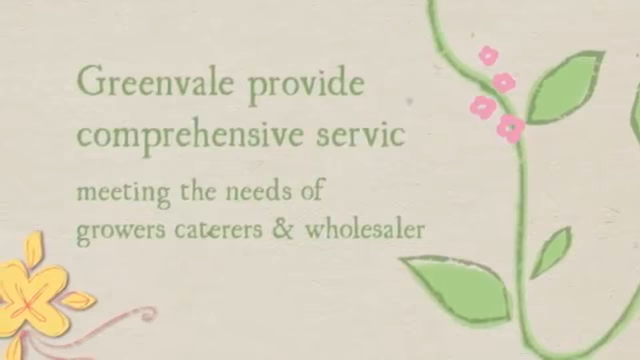 Greenvale provide
comprehensive servic
meeting the needs of
growers caterers & wholesaler